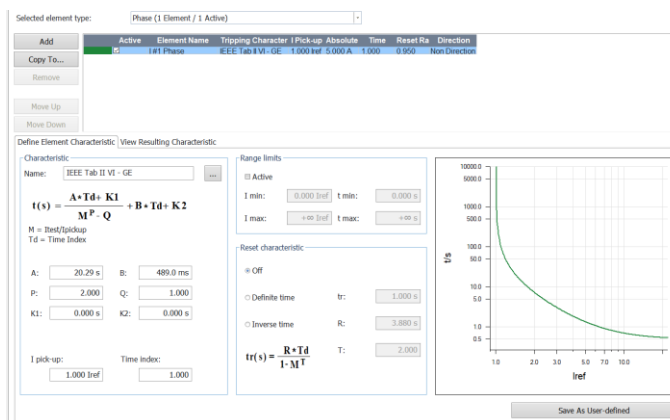 Selected element type: Phase (1 Element / 1 Active)
Add
Copy To...
Remove
Move Up
Move Down
Active Element Name Tripping Character I Pick-up Absolute Time Reset Ra Direction
I #1 Phase IEEE Tab II VI - GE 1.000 Iref 5.000 A 1.000 0.950 Non Direction
Define Element Characteristic View Resulting Characteristic
Characteristic
Name: IEEE Tab II VI - GE ...
t(s) = A*Td+ K1 / M^P - Q + B*Td+ K2
M = Itest/Ipickup
Td = Time Index
A: 20.29 s B: 489.0 ms
P: 2.000 Q: 1.000
K1: 0.000 s K2: 0.000 s
I pick-up: Time index:
1.000 Iref 1.000
Range limits
Active
I min: 0.000 Iref t min: 0.000 s
I max: +∞ Iref t max: +∞ s
Reset characteristic
Off
Definite time tr: 1.000 s
Inverse time R: 3.880 s
tr(s) = R*Td / 1-M^T T: 2.000
t/s
10000.0
5000.0
1000.0
500.0
100.0
50.0
10.0
5.0
1.0
0.5
1.0 2.0 3.0 5.0 7.0 10.0
Iref
Save As User-defined